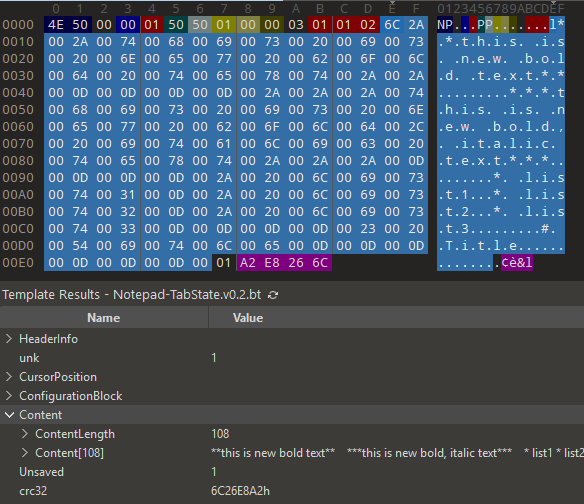 0 1 2 3 4 5 6 7 8 9 A B C D E F 0123456789ABCDEF
0000 4E 50 00 00 01 50 50 01 00 00 03 01 01 02 6C 2A NP...PP.......l*
0010 00 2A 00 74 00 68 00 69 00 73 00 20 00 69 00 73 .*.t.h.i.s. .i.s
0020 00 20 00 6E 00 65 00 77 00 20 00 62 00 6F 00 6C . .n.e.w. .b.o.l
0030 00 64 00 20 00 74 00 65 00 78 00 74 00 2A 00 2A .d. .t.e.x.t.*.*
0040 00 0D 00 0D 00 0D 00 0D 00 2A 00 2A 00 2A 00 74 .........*.*.*.t
0050 00 68 00 69 00 73 00 20 00 69 00 73 00 20 00 6E .h.i.s. .i.s. .n
0060 00 65 00 77 00 20 00 62 00 6F 00 6C 00 64 00 2C .e.w. .b.o.l.d.,
0070 00 20 00 69 00 74 00 61 00 6C 00 69 00 63 00 20 . .i.t.a.l.i.c. 
0080 00 74 00 65 00 78 00 74 00 2A 00 2A 00 2A 00 0D .t.e.x.t.*.*.*..
0090 00 0D 00 0D 00 0D 00 2A 00 20 00 6C 00 69 00 73 .......*. .l.i.s
00A0 00 74 00 31 00 0D 00 2A 00 20 00 6C 00 69 00 73 .t.1...*. .l.i.s
00B0 00 74 00 32 00 0D 00 2A 00 20 00 6C 00 69 00 73 .t.2...*. .l.i.s
00C0 00 74 00 33 00 0D 00 0D 00 0D 00 0D 00 23 00 20 .t.3.........#. 
00D0 00 54 00 69 00 74 00 6C 00 65 00 0D 00 0D 00 0D .T.i.t.l.e......
00E0 00 0D 00 0D 00 0D 00 01 A2 E8 26 6C ........¢è&l
Template Results - Notepad-TabState.v0.2.bt
Name Value
HeaderInfo
unk 1
CursorPosition
ConfigurationBlock
Content
ContentLength 108
Content[108] **this is new bold text** ***this is new bold, italic text*** * list1 * list2
Unsaved 1
crc32 6C26E8A2h